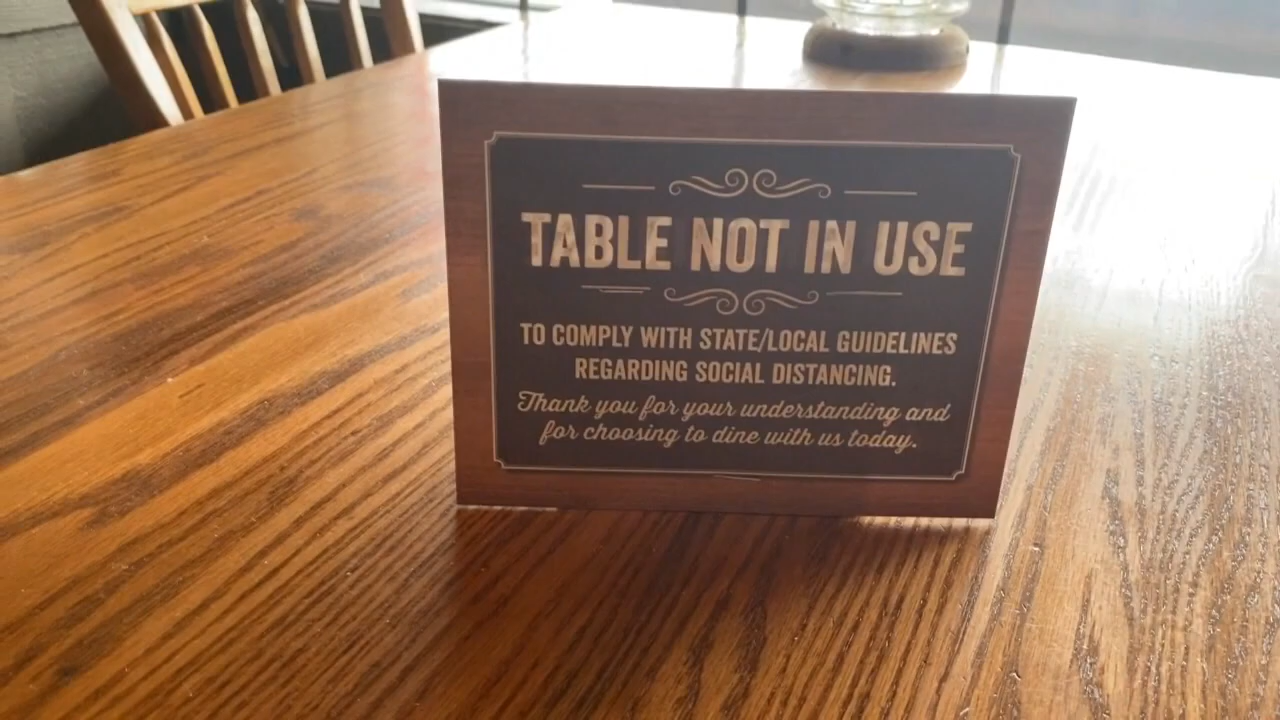 TABLE NOT IN USE
TO COMPLY WITH STATE/LOCAL GUIDELINES
REGARDING SOCIAL DISTANCING.
Thank you for your understanding and
for choosing to dine with us today.